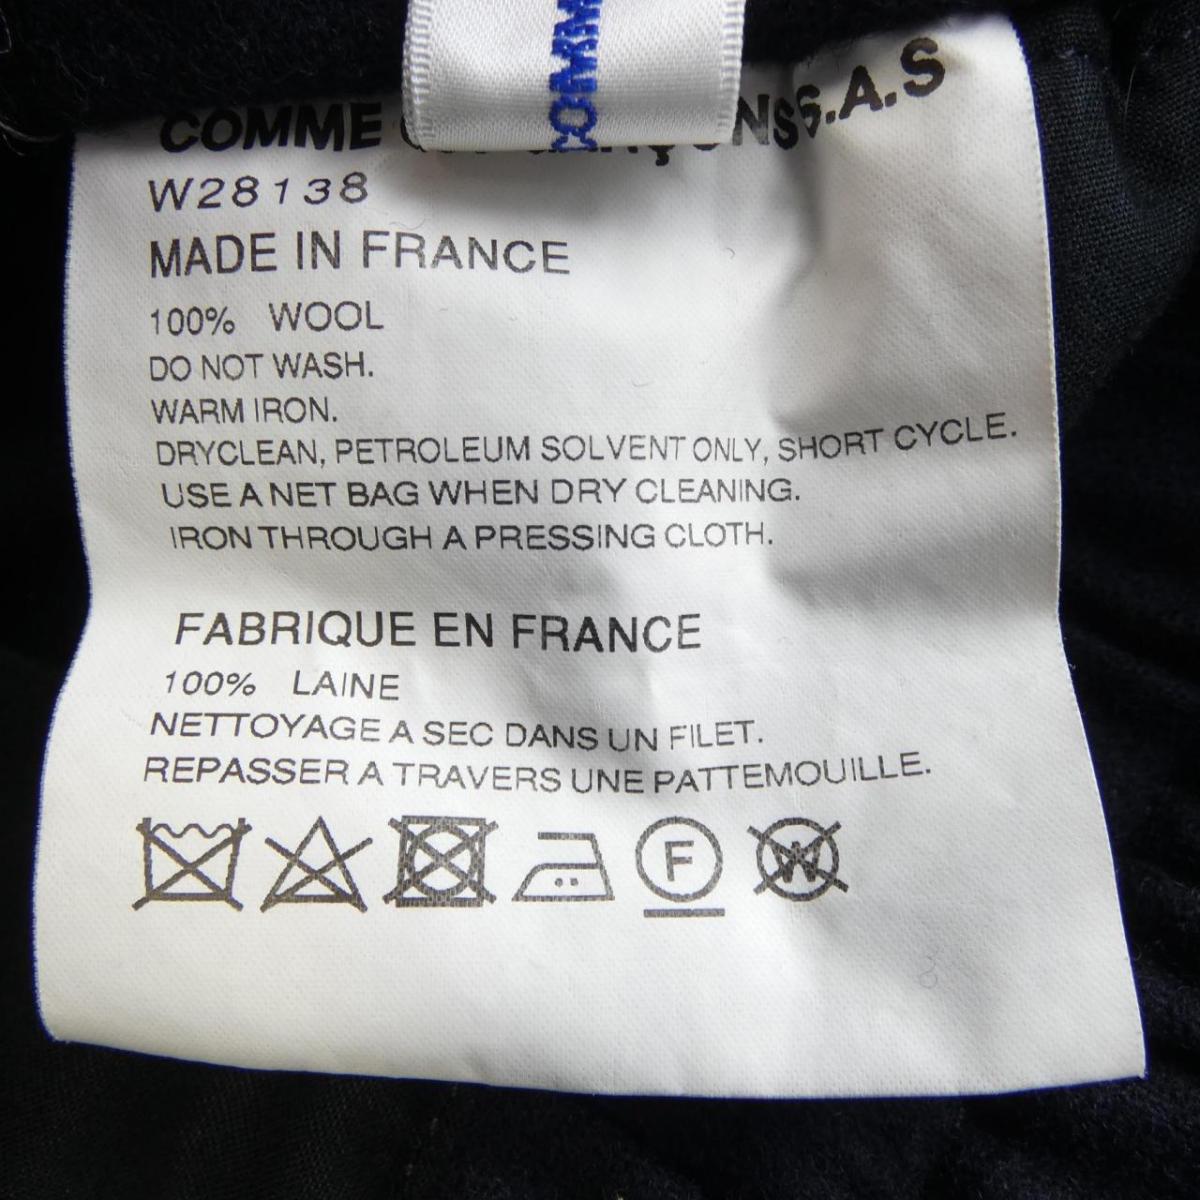 COMM
COMME GARÇONS S.A.S
W28138
MADE IN FRANCE
100% WOOL
DO NOT WASH.
WARM IRON.
DRYCLEAN, PETROLEUM SOLVENT ONLY, SHORT CYCLE.
USE A NET BAG WHEN DRY CLEANING.
IRON THROUGH A PRESSING CLOTH.
FABRIQUE EN FRANCE
100% LAINE
NETTOYAGE A SEC DANS UN FILET.
REPASSER A TRAVERS UNE PATTEMOUILLE.
F W